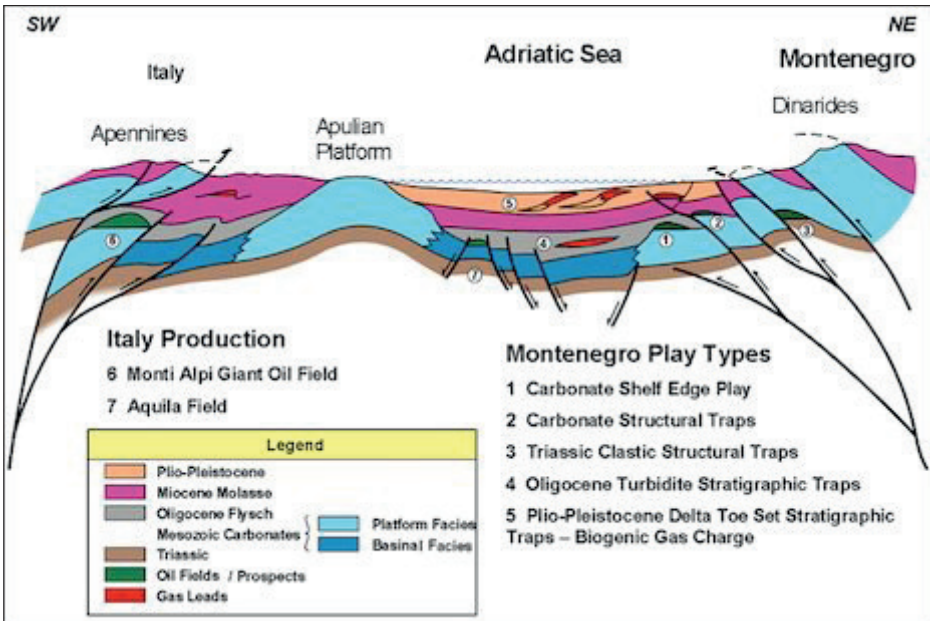 SW
NE
Adriatic Sea
Italy
Montenegro
Dinarides
Apennines
Apulian
Platform
5
6
4
1
2
3
7
Italy Production
6 Monti Alpi Giant Oil Field
7 Aquila Field
Legend
Plio-Pleistocene
Miocene Molasse
Oligocene Flysch
Mesozoic Carbonates
Platform Facies
Basinal Facies
Triassic
Oil Fields / Prospects
Gas Leads
Montenegro Play Types
1 Carbonate Shelf Edge Play
2 Carbonate Structural Traps
3 Triassic Clastic Structural Traps
4 Oligocene Turbidite Stratigraphic Traps
5 Plio-Pleistocene Delta Toe Set Stratigraphic
Traps – Biogenic Gas Charge